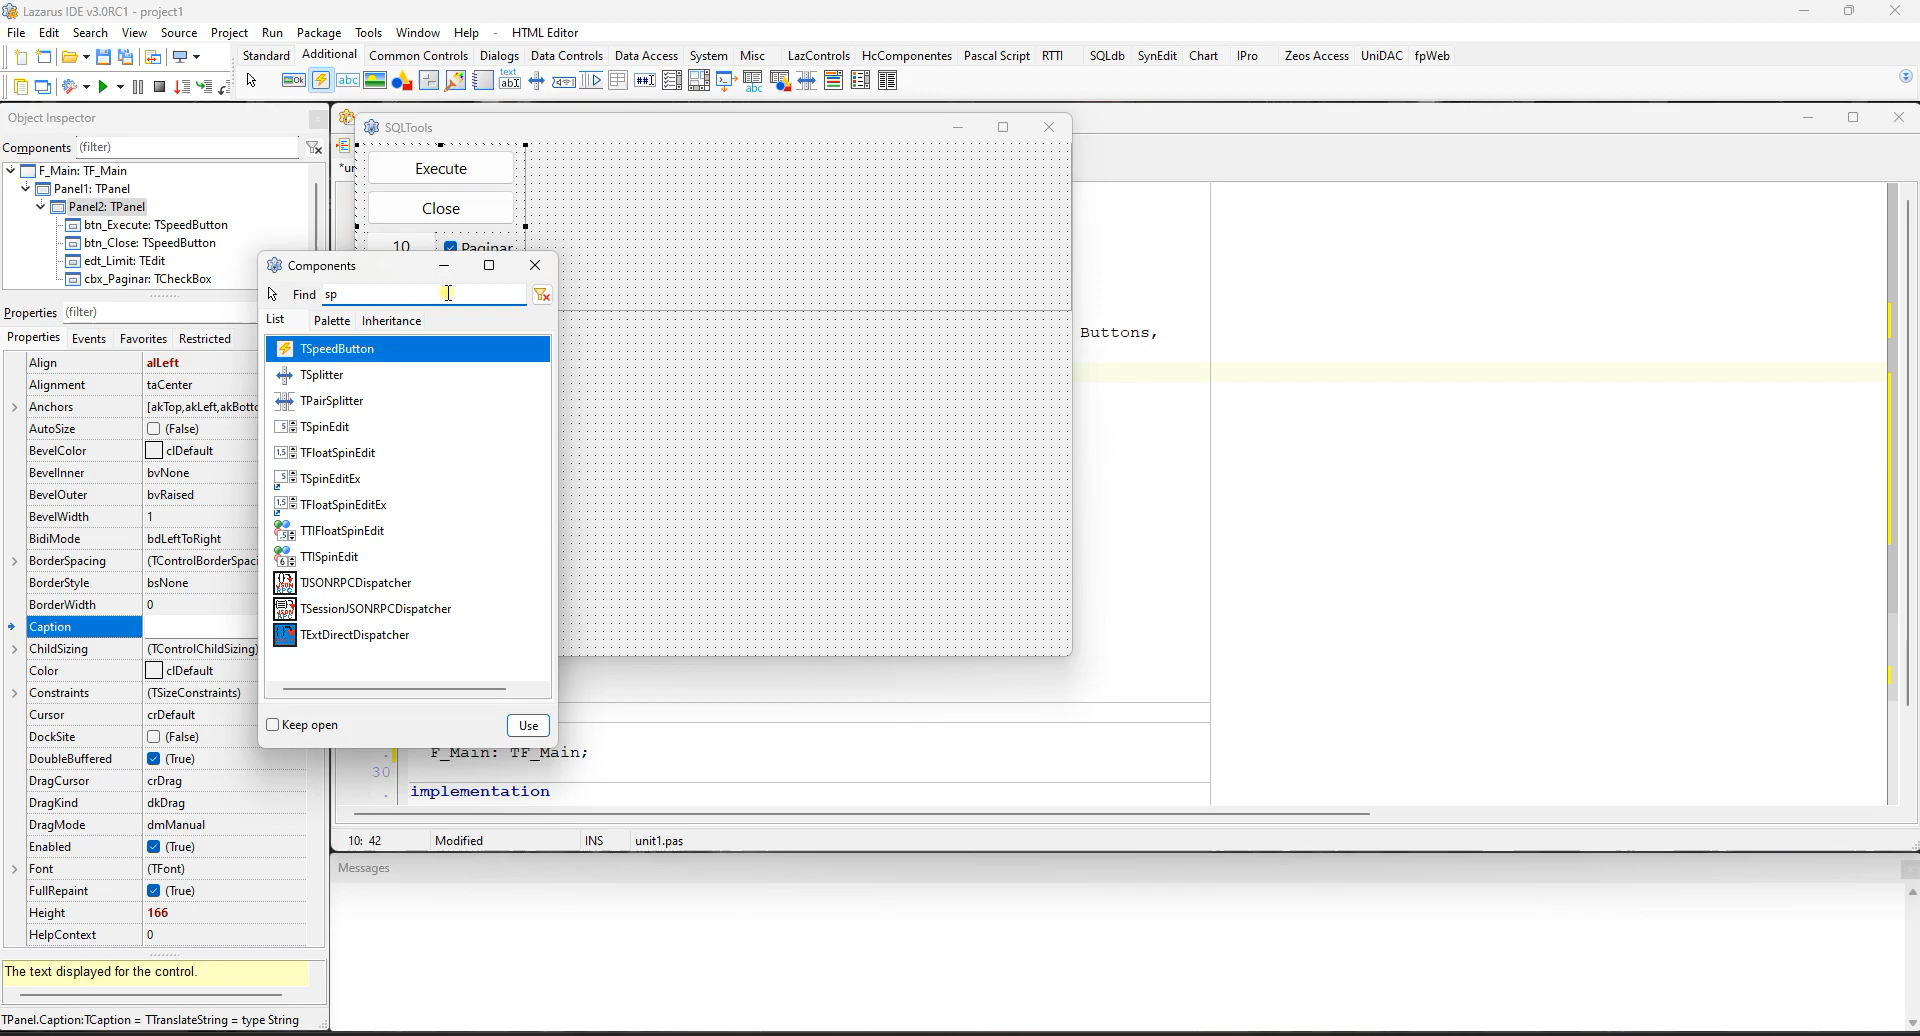 Lazarus IDE v3.0RC1 - project1
File Edit Search View Source Project Run Package Tools Window Help - HTML Editor
Standard Additional Common Controls Dialogs Data Controls Data Access System Misc LazControls HcComponentes Pascal Script RTTI SQLdb SynEdit Chart IPro Zeos Access UniDAC fpWeb
Object Inspector
Components (filter)
F_Main: TF_Main
Panel1: TPanel
Panel2: TPanel
btn_Execute: TSpeedButton
btn_Close: TSpeedButton
edt_Limit: TEdit
cbx_Paginar: TCheckBox
Properties (filter)
Properties Events Favorites Restricted
Align alLeft
Alignment taCenter
Anchors [akTop,akLeft,akBotto
AutoSize (False)
BevelColor clDefault
BevelInner bvNone
BevelOuter bvRaised
BevelWidth 1
BidiMode bdLeftToRight
BorderSpacing (TControlBorderSpaci
BorderStyle bsNone
BorderWidth 0
Caption
ChildSizing (TControlChildSizing)
Color clDefault
Constraints (TSizeConstraints)
Cursor crDefault
DockSite (False)
DoubleBuffered (True)
DragCursor crDrag
DragKind dkDrag
DragMode dmManual
Enabled (True)
Font (TFont)
FullRepaint (True)
Height 166
HelpContext 0
The text displayed for the control.
TPanel.Caption:TCaption = TTranslateString = type String
SQLTools
Execute
Close
10 Paginar
Components
Find sp
List Palette Inheritance
TSpeedButton
TSplitter
TPairSplitter
TSpinEdit
TFloatSpinEdit
TSpinEditEx
TFloatSpinEditEx
TTIFloatSpinEdit
TTISpinEdit
TJSONRPCDispatcher
TSessionJSONRPCDispatcher
TExtDirectDispatcher
Keep open Use
Buttons,
F_Main: TF_Main;
30
implementation
10: 42 Modified INS unit1.pas
Messages